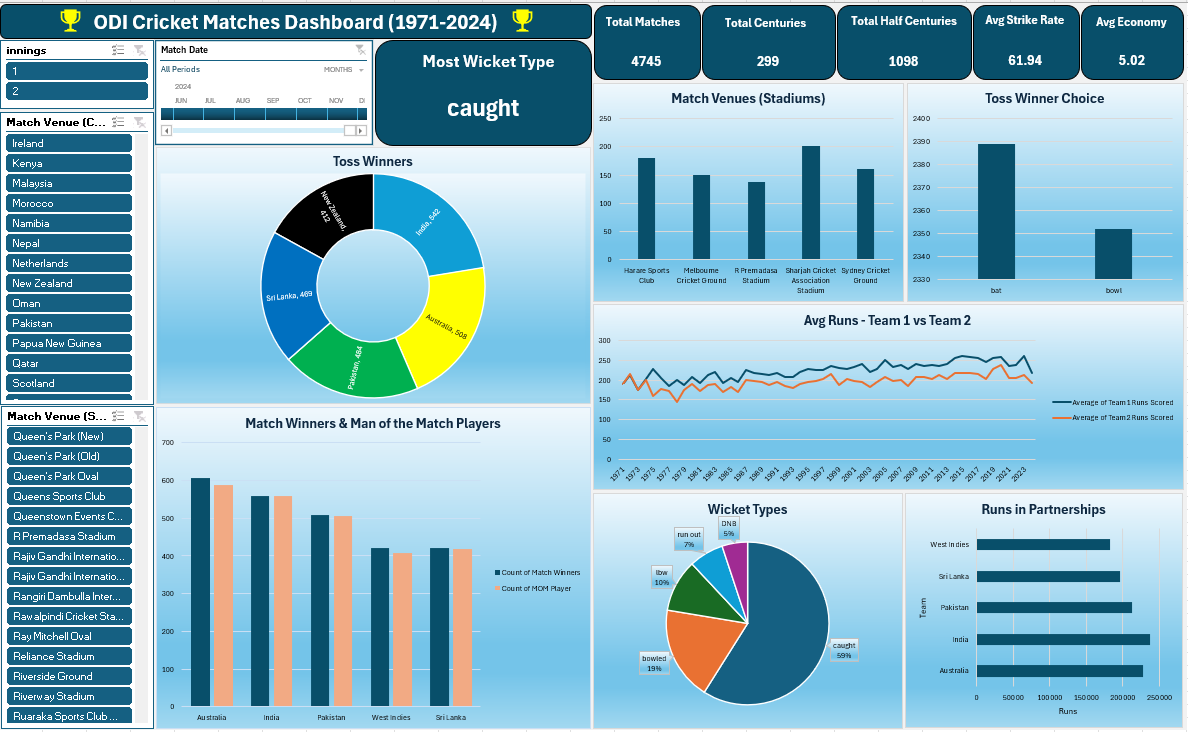 ODI Cricket Matches Dashboard (1971-2024)
Total Matches
4745
Total Centuries
299
Total Half Centuries
1098
Avg Strike Rate
61.94
Avg Economy
5.02
innings
1
2
Match Date
All Periods
MONTHS
2024
JUN JUL AUG SEP OCT NOV
Most Wicket Type
caught
Match Venue (C...
Ireland
Kenya
Malaysia
Morocco
Namibia
Nepal
Netherlands
New Zealand
Oman
Pakistan
Papua New Guinea
Qatar
Scotland
Match Venue (S...
Queen's Park (New)
Queen's Park (Old)
Queen's Park Oval
Queens Sports Club
Queenstown Events C...
R Premadasa Stadium
Rajiv Gandhi Internatio...
Rajiv Gandhi Internatio...
Rangiri Dambulla Inter...
Rawalpindi Cricket Sta...
Ray Mitchell Oval
Reliance Stadium
Riverside Ground
Riverway Stadium
Ruaraka Sports Club ...
Toss Winners
India, 542
Australia, 508
Pakistan, 484
Sri Lanka, 469
New Zealand,
412
Match Winners & Man of the Match Players
700
600
500
400
300
200
100
0
Australia
India
Pakistan
West Indies
Sri Lanka
Count of Match Winners
Count of MOM Player
Match Venues (Stadiums)
250
200
150
100
50
0
Harare Sports
Club
Melbourne
Cricket Ground
R Premadasa
Stadium
Sharjah Cricket
Association
Stadium
Sydney Cricket
Ground
Toss Winner Choice
2400
2390
2380
2370
2360
2350
2340
2330
bat
bowl
Avg Runs - Team 1 vs Team 2
300
250
200
150
100
50
0
1971
1973
1975
1977
1979
1981
1983
1985
1987
1989
1991
1993
1995
1997
1999
2001
2003
2005
2007
2009
2011
2013
2015
2017
2019
2021
2023
Average of Team1 Runs Scored
Average of Team2 Runs Scored
Wicket Types
DNB
5%
run out
7%
lbw
10%
bowled
19%
caught
59%
Runs in Partnerships
Team
West Indies
Sri Lanka
Pakistan
India
Australia
0
50000
100000
150000
200000
250000
Runs